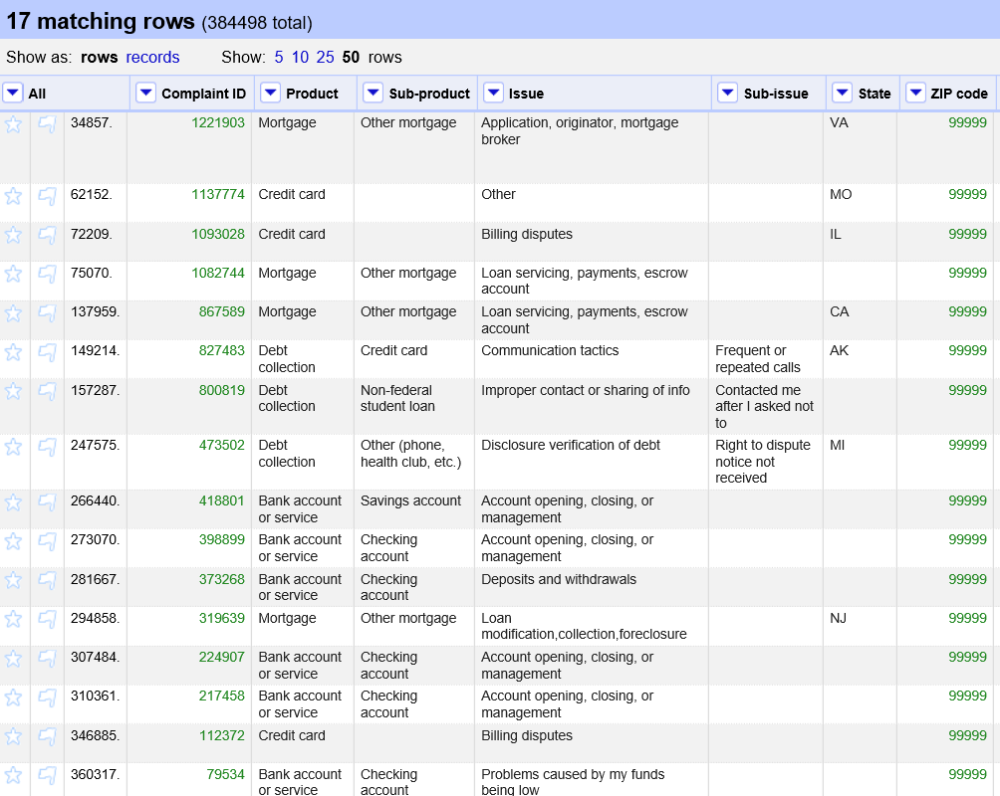 17 matching rows (384498 total)
Show as: rows records Show: 5 10 25 50 rows
All Complaint ID Product Sub-product Issue Sub-issue State ZIP code
34857. 1221903 Mortgage Other mortgage Application, originator, mortgage VA 99999
broker
62152. 1137774 Credit card Other MO 99999
72209. 1093028 Credit card Billing disputes IL 99999
75070. 1082744 Mortgage Other mortgage Loan servicing, payments, escrow 99999
account
137959. 867589 Mortgage Other mortgage Loan servicing, payments, escrow CA 99999
account
149214. 827483 Debt Credit card Communication tactics Frequent or AK 99999
collection repeated calls
157287. 800819 Debt Non-federal Improper contact or sharing of info Contacted me 99999
collection student loan after I asked not
to
247575. 473502 Debt Other (phone, Disclosure verification of debt Right to dispute MI 99999
collection health club, etc.) notice not
received
266440. 418801 Bank account Savings account Account opening, closing, or 99999
or service management
273070. 398899 Bank account Checking Account opening, closing, or 99999
or service account management
281667. 373268 Bank account Checking Deposits and withdrawals 99999
or service account
294858. 319639 Mortgage Other mortgage Loan NJ 99999
modification,collection,foreclosure
307484. 224907 Bank account Checking Account opening, closing, or 99999
or service account management
310361. 217458 Bank account Checking Account opening, closing, or 99999
or service account management
346885. 112372 Credit card Billing disputes 99999
360317. 79534 Bank account Checking Problems caused by my funds 99999
or service account being low